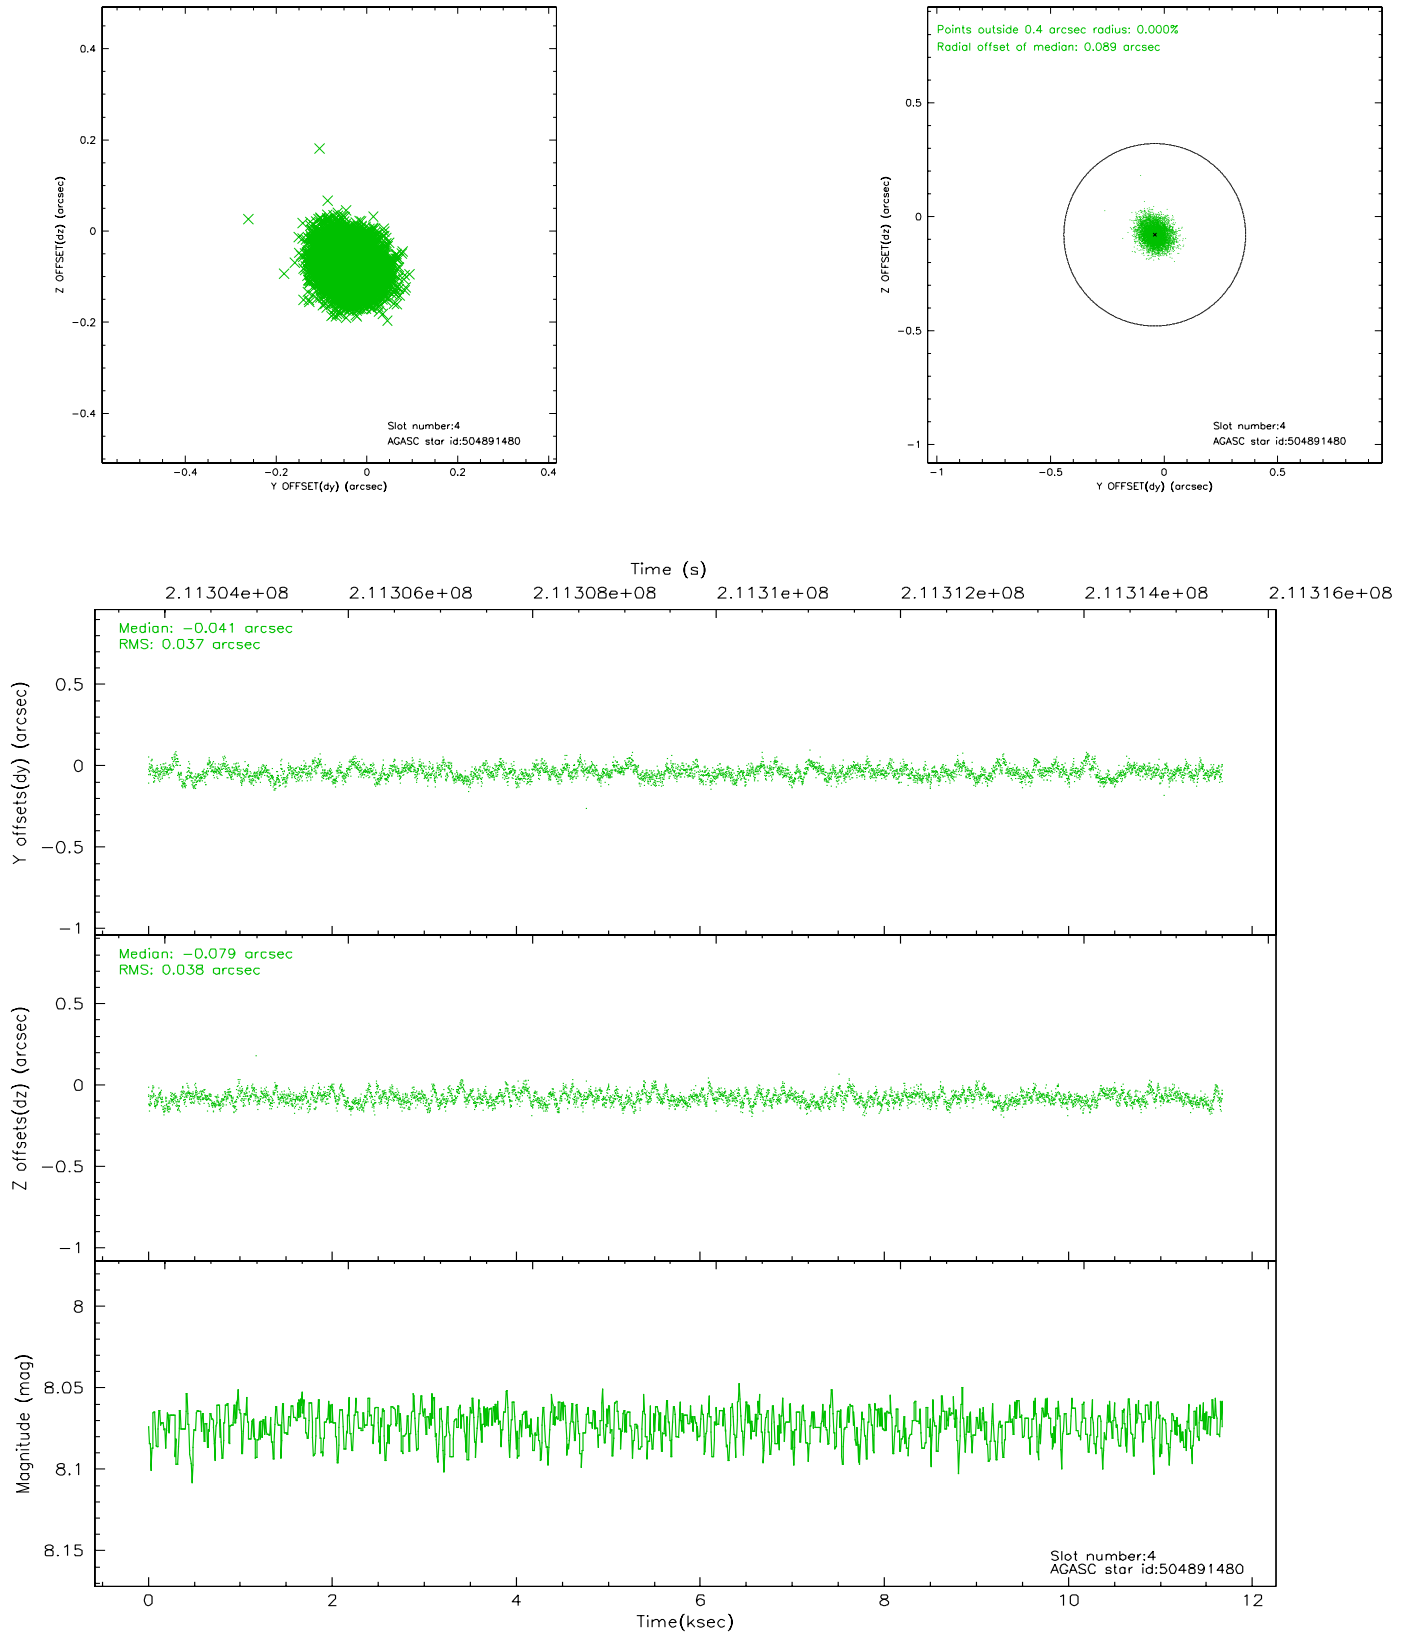 0.4
0.2
0
-0.2
-0.4
Z OFFSET(dz) (arcsec)
Slot number:4
AGASC star id:504891480
-0.4 -0.2 0 0.2 0.4
Y OFFSET(dy) (arcsec)
Points outside 0.4 arcsec radius: 0.000%
Radial offset of median: 0.089 arcsec
0.5
0
-0.5
-1
Z OFFSET(dz) (arcsec)
Slot number:4
AGASC star id:504891480
-1 -0.5 0 0.5
Y OFFSET(dy) (arcsec)
Time (s)
2.11304e+08 2.11306e+08 2.11308e+08 2.1131e+08 2.11312e+08 2.11314e+08 2.11316e+08
Median: -0.041 arcsec
RMS: 0.037 arcsec
0.5
0
-0.5
-1
Y offsets(dy) (arcsec)
Median: -0.079 arcsec
RMS: 0.038 arcsec
0.5
0
-0.5
-1
Z offsets(dz) (arcsec)
8
8.05
8.1
8.15
Magnitude (mag)
Slot number:4
AGASC star id:504891480
0 2 4 6 8 10 12
Time(ksec)